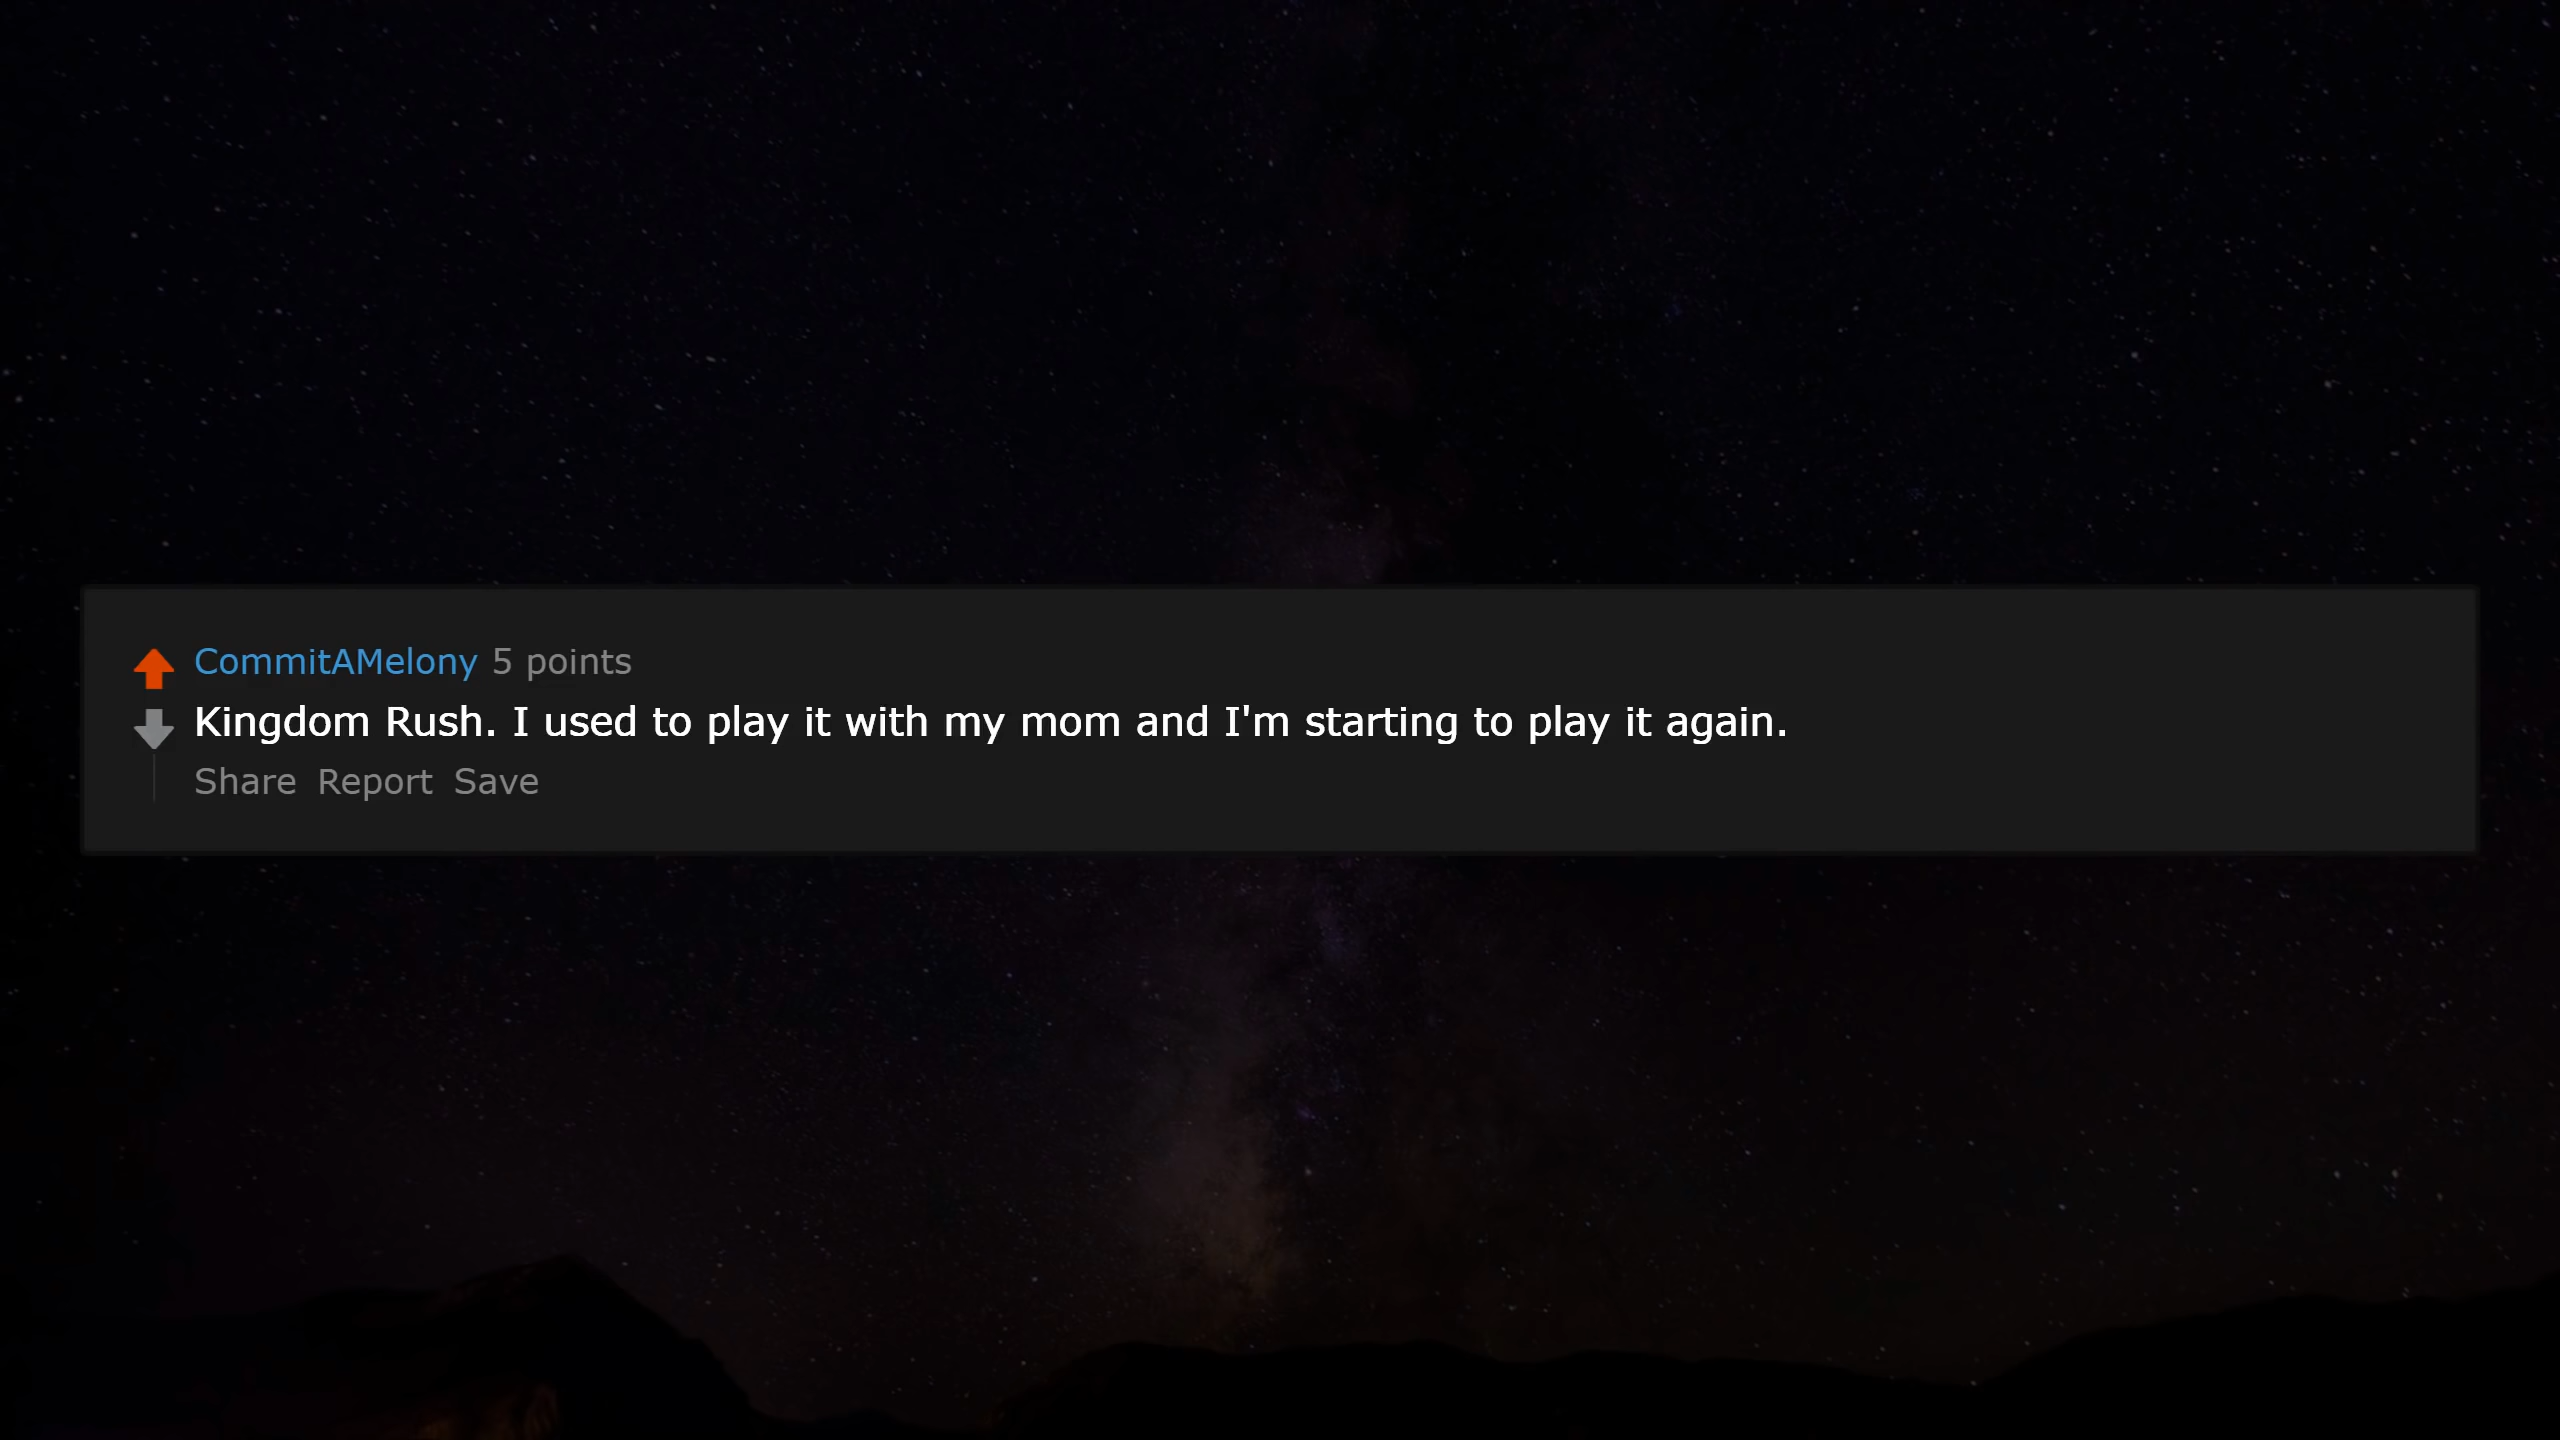 CommitAMelony 5 points
Kingdom Rush. I used to play it with my mom and I'm starting to play it again.
Share Report Save